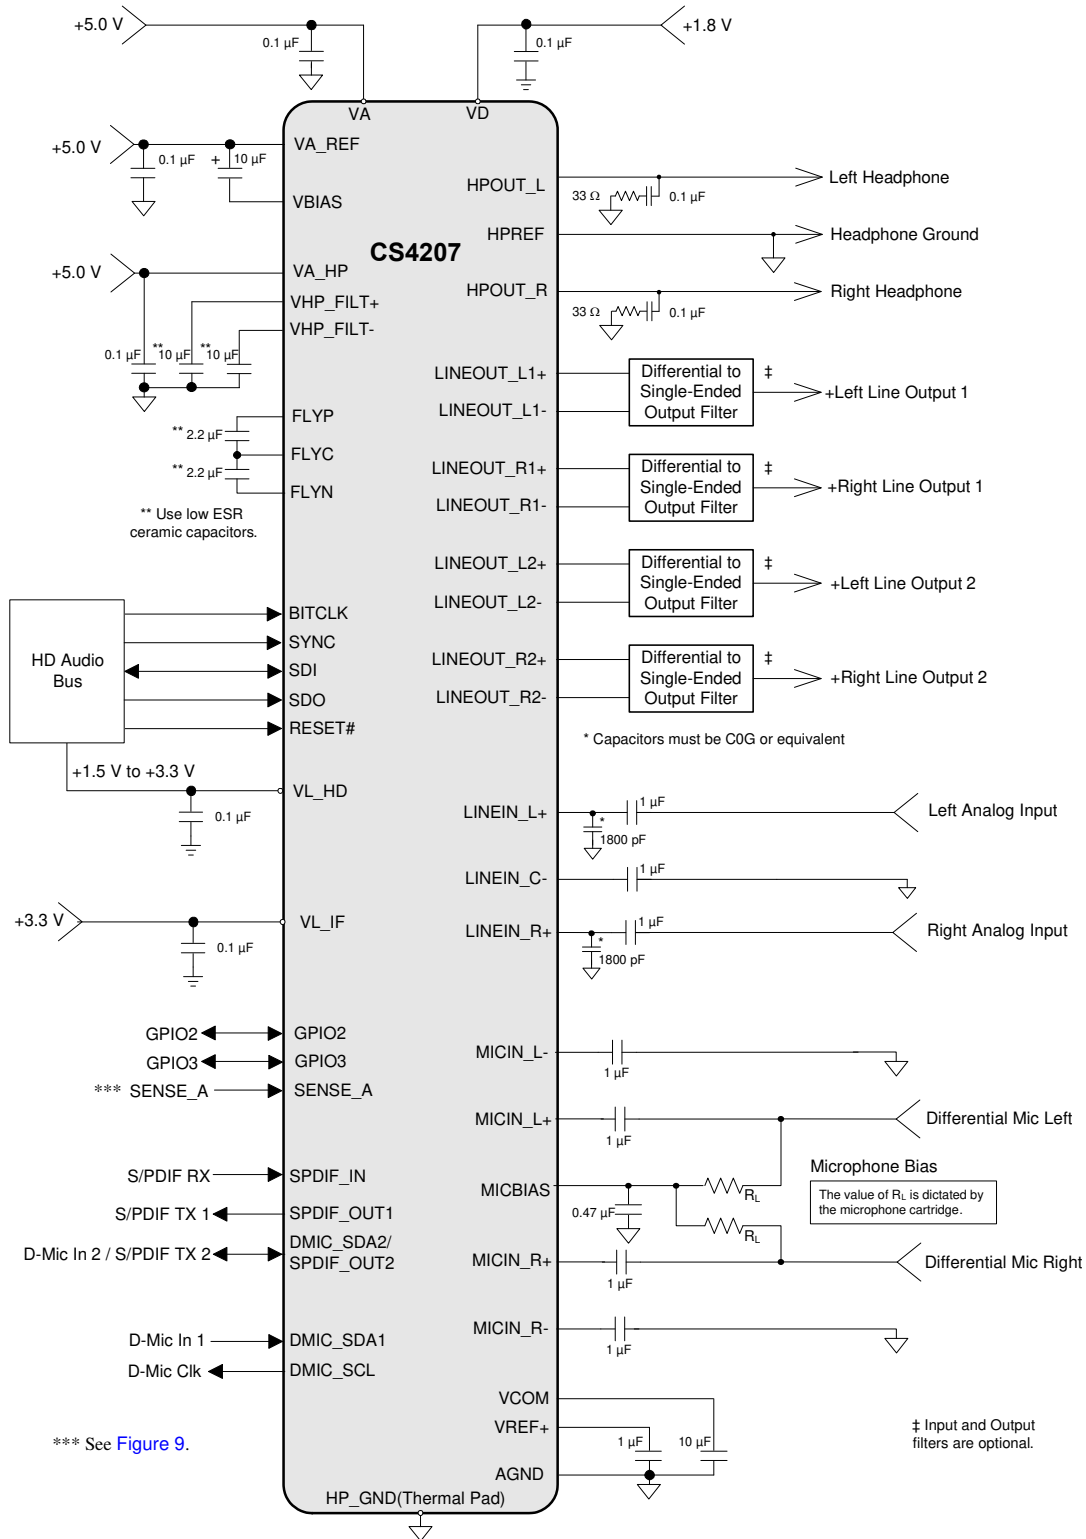 +5.0 V
0.1 µF
0.1 µF
+1.8 V
VA
VD
+5.0 V
0.1 µF
+ 10 µF
VA_REF
VBIAS
CS4207
+5.0 V
VA_HP
VHP_FILT+
VHP_FILT-
0.1 µF
** 10 µF
** 10 µF
FLYP
** 2.2 µF
FLYC
** 2.2 µF
FLYN
** Use low ESR
ceramic capacitors.
HD Audio
Bus
BITCLK
SYNC
SDI
SDO
RESET#
+1.5 V to +3.3 V
VL_HD
0.1 µF
+3.3 V
VL_IF
0.1 µF
GPIO2
GPIO2
GPIO3
GPIO3
*** SENSE_A
SENSE_A
S/PDIF RX
SPDIF_IN
S/PDIF TX 1
SPDIF_OUT1
D-Mic In 2 / S/PDIF TX 2
DMIC_SDA2/
SPDIF_OUT2
D-Mic In 1
DMIC_SDA1
D-Mic Clk
DMIC_SCL
*** See Figure 9.
HP_GND(Thermal Pad)
HPOUT_L
33 Ω
0.1 µF
Left Headphone
HPREF
Headphone Ground
HPOUT_R
33 Ω
0.1 µF
Right Headphone
LINEOUT_L1+
LINEOUT_L1-
Differential to
Single-Ended
Output Filter
‡
+Left Line Output 1
LINEOUT_R1+
LINEOUT_R1-
Differential to
Single-Ended
Output Filter
‡
+Right Line Output 1
LINEOUT_L2+
LINEOUT_L2-
Differential to
Single-Ended
Output Filter
‡
+Left Line Output 2
LINEOUT_R2+
LINEOUT_R2-
Differential to
Single-Ended
Output Filter
‡
+Right Line Output 2
* Capacitors must be C0G or equivalent
LINEIN_L+
1 µF
*
1800 pF
Left Analog Input
LINEIN_C-
1 µF
LINEIN_R+
1 µF
*
1800 pF
Right Analog Input
MICIN_L-
1 µF
MICIN_L+
1 µF
Differential Mic Left
Microphone Bias
The value of RL is dictated by
the microphone cartridge.
MICBIAS
0.47 µF
RL
RL
MICIN_R+
1 µF
Differential Mic Right
MICIN_R-
1 µF
VCOM
VREF+
1 µF
10 µF
AGND
‡ Input and Output
filters are optional.